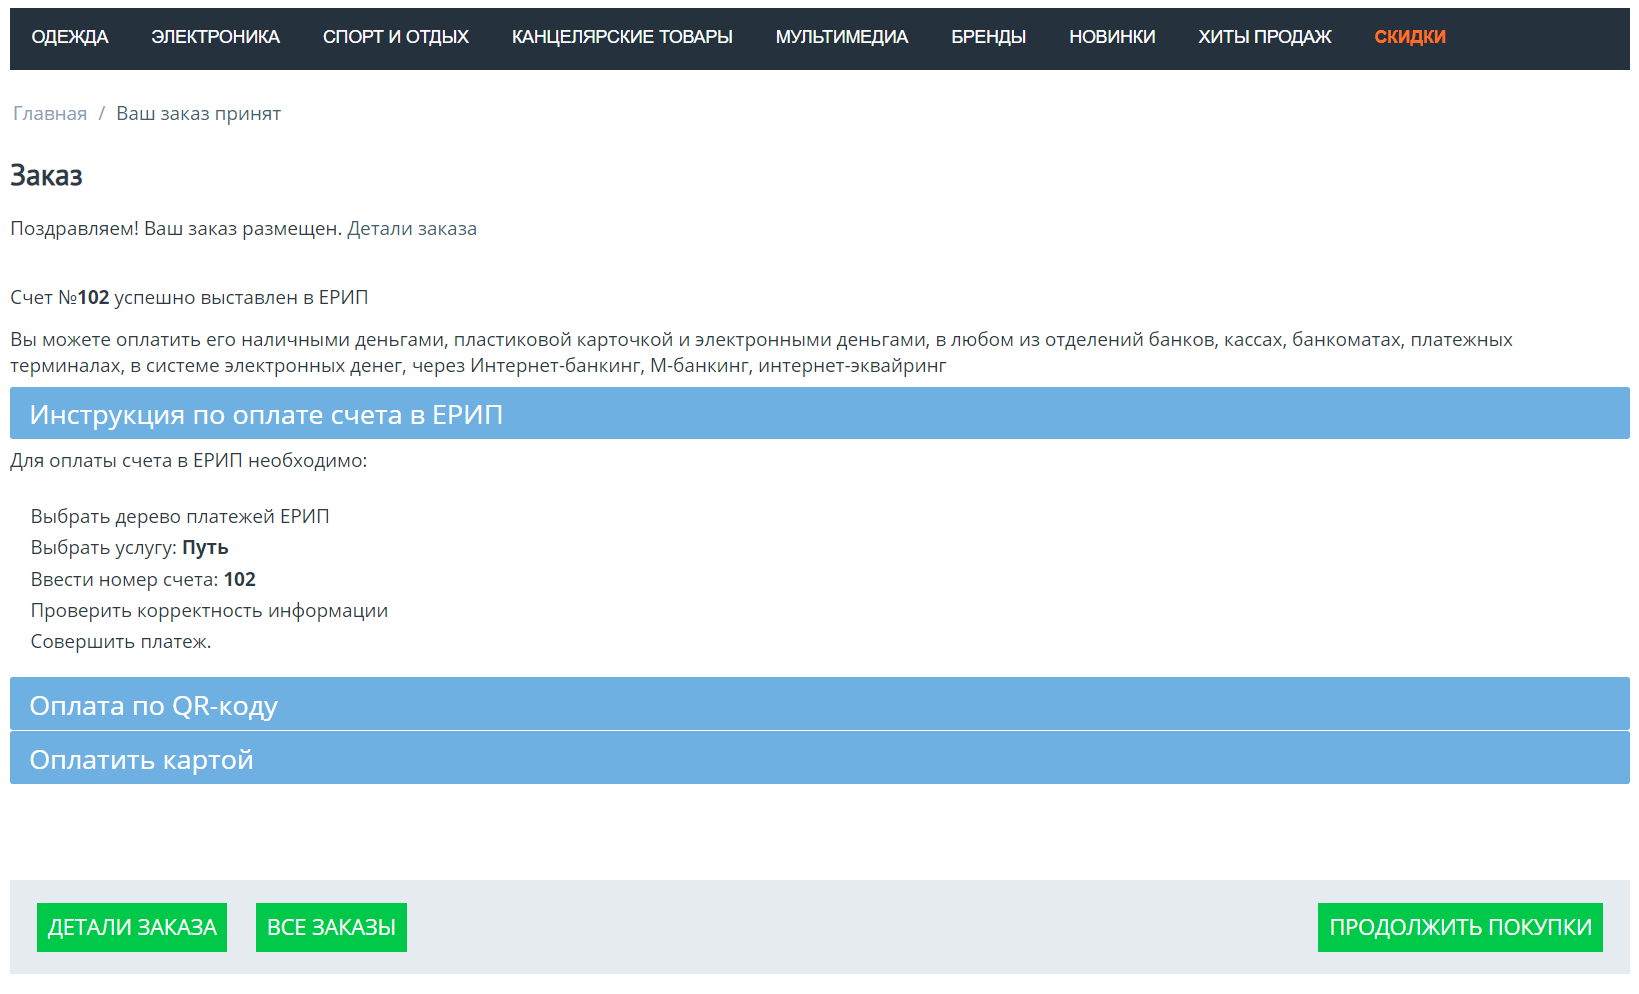 ОДЕЖДА ЭЛЕКТРОНИКА СПОРТ И ОТДЫХ КАНЦЕЛЯРСКИЕ ТОВАРЫ МУЛЬТИМЕДИА БРЕНДЫ НОВИНКИ ХИТЫ ПРОДАЖ СКИДКИ
Главная / Ваш заказ принят
Заказ
Поздравляем! Ваш заказ размещен. Детали заказа
Счет №102 успешно выставлен в ЕРИП
Вы можете оплатить его наличными деньгами, пластиковой карточкой и электронными деньгами, в любом из отделений банков, кассах, банкоматах, платежных
терминалах, в системе электронных денег, через Интернет-банкинг, М-банкинг, интернет-эквайринг
Инструкция по оплате счета в ЕРИП
Для оплаты счета в ЕРИП необходимо:
Выбрать дерево платежей ЕРИП
Выбрать услугу: Путь
Ввести номер счета: 102
Проверить корректность информации
Совершить платеж.
Оплата по QR-коду
Оплатить картой
ДЕТАЛИ ЗАКАЗА ВСЕ ЗАКАЗЫ ПРОДОЛЖИТЬ ПОКУПКИ